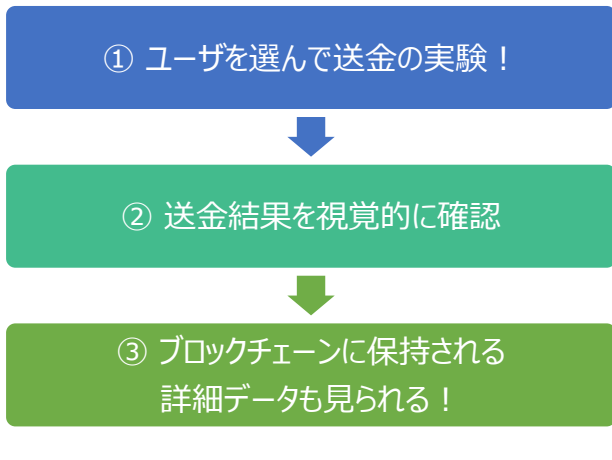 ① ユーザを選んで送金の実験！
② 送金結果を視覚的に確認
③ ブロックチェーンに保持される
詳細データも見られる！